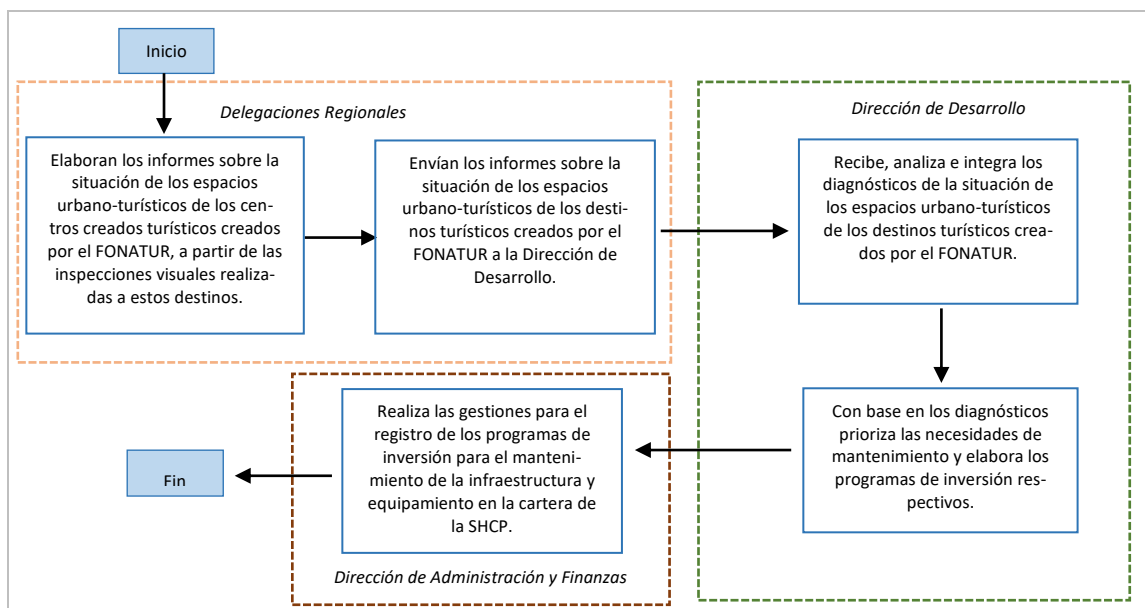 Inicio
Delegaciones Regionales
Elaboran los informes sobre la
situación de los espacios
urbano-turísticos de los cen-
tros creados turísticos creados
por el FONATUR, a partir de las
inspecciones visuales realiza-
das a estos destinos.
Envían los informes sobre la
situación de los espacios
urbano-turísticos de los desti-
nos turísticos creados por el
FONATUR a la Dirección de
Desarrollo.
Dirección de Desarrollo
Recibe, analiza e integra los
diagnósticos de la situación de
los espacios urbano-turísticos
de los destinos turísticos crea-
dos por el FONATUR.
Con base en los diagnósticos
prioriza las necesidades de
mantenimiento y elabora los
programas de inversión res-
pectivos.
Realiza las gestiones para el
registro de los programas de
inversión para el manteni-
miento de la infraestructura y
equipamiento en la cartera de
la SHCP.
Dirección de Administración y Finanzas
Fin